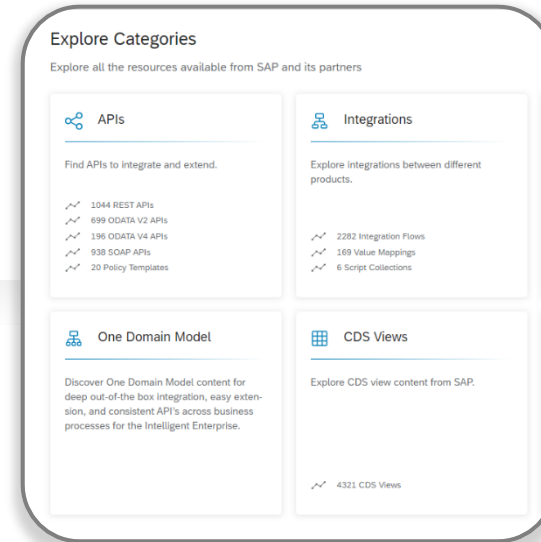 Explore Categories
Explore all the resources available from SAP and its partners
APIs
Find APIs to integrate and extend.
1044 REST APIs
699 ODATA V2 APIs
196 ODATA V4 APIs
938 SOAP APIs
20 Policy Templates
Integrations
Explore integrations between different
products.
2282 Integration Flows
169 Value Mappings
6 Script Collections
One Domain Model
Discover One Domain Model content for
deep out-of-the box integration, easy exten-
sion, and consistent API's across business
processes for the Intelligent Enterprise.
CDS Views
Explore CDS view content from SAP.
4321 CDS Views